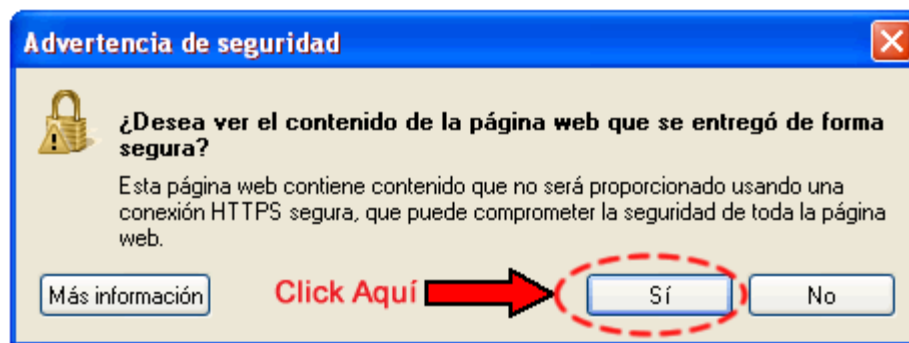 Advertencia de seguridad
¿Desea ver el contenido de la página web que se entregó de forma
segura?
Esta página web contiene contenido que no será proporcionado usando una
conexión HTTPS segura, que puede comprometer la seguridad de toda la página
web.
Más información Click Aquí Sí No